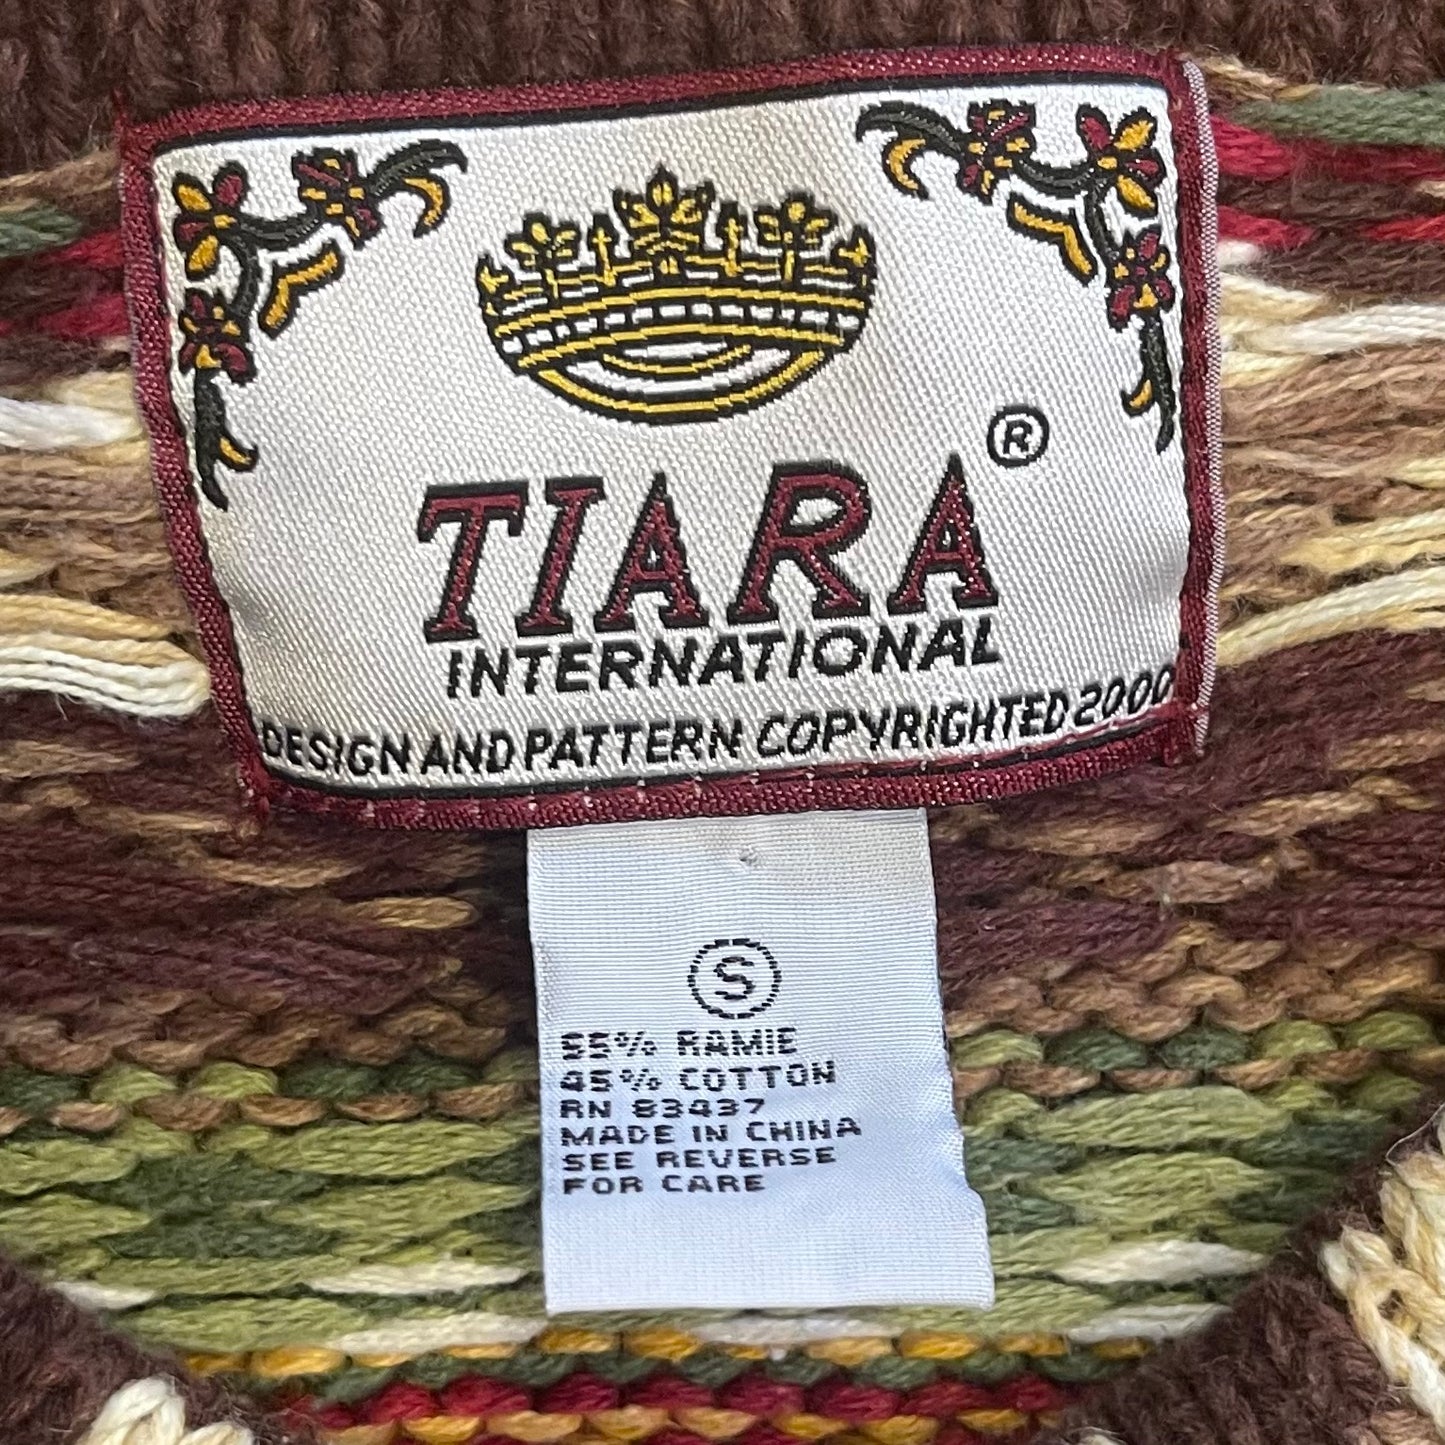 TIARA ®
INTERNATIONAL
DESIGN AND PATTERN COPYRIGHTED 2000
S
55% RAMIE
45% COTTON
RN 83437
MADE IN CHINA
SEE REVERSE
FOR CARE